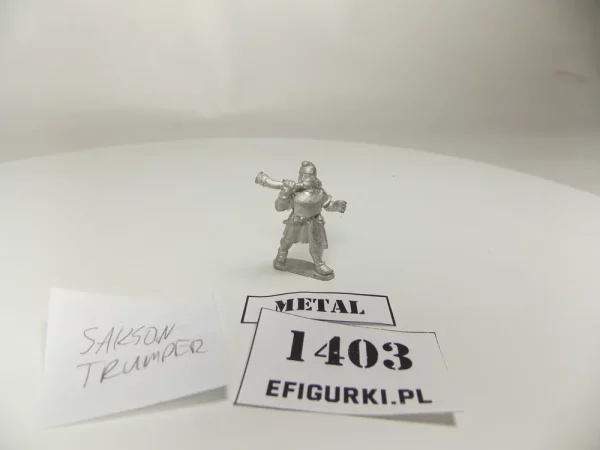 SAKSON
TRUMPER
METAL
1403
EFIGURKI.PL